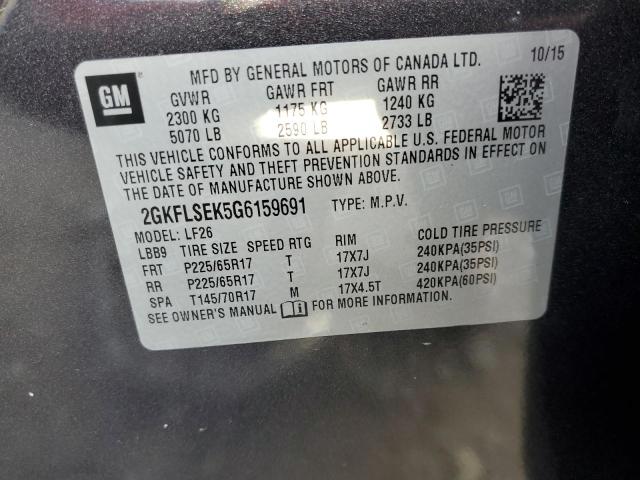 GM
MFD BY GENERAL MOTORS OF CANADA LTD. 10/15
GVWR GAWR FRT GAWR RR
2300 KG 1175 KG 1240 KG
5070 LB 2590 LB 2733 LB
THIS VEHICLE CONFORMS TO ALL APPLICABLE U.S. FEDERAL MOTOR
VEHICLE SAFETY AND THEFT PREVENTION STANDARDS IN EFFECT ON
THE DATE OF MANUFACTURE SHOWN ABOVE.
2GKFLSEK5G6159691 TYPE: M.P.V.
MODEL: LF26
LBB9 TIRE SIZE SPEED RTG RIM COLD TIRE PRESSURE
FRT P225/65R17 T 17X7J 240KPA(35PSI)
RR P225/65R17 T 17X7J 240KPA(35PSI)
SPA T145/70R17 M 17X4.5T 420KPA(60PSI)
SEE OWNER'S MANUAL FOR MORE INFORMATION.